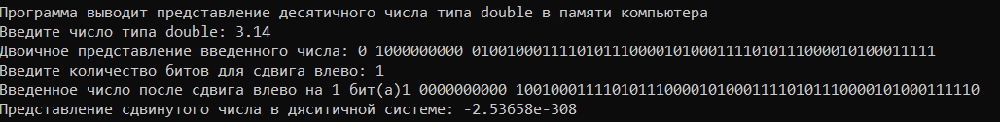 Программа выводит представление десятичного числа типа double в памяти компьютера
Введите число типа double: 3.14
Двоичное представление введенного числа: 0 1000000000 01001000111101011100001010001111010111000010100011111
Введите количество битов для сдвига влево: 1
Введенное число после сдвига влево на 1 бит(а)1 0000000000 10010001111010111000010100011110101110000101000111110
Представление сдвинутого числа в дяситичной системе: -2.53658e-308